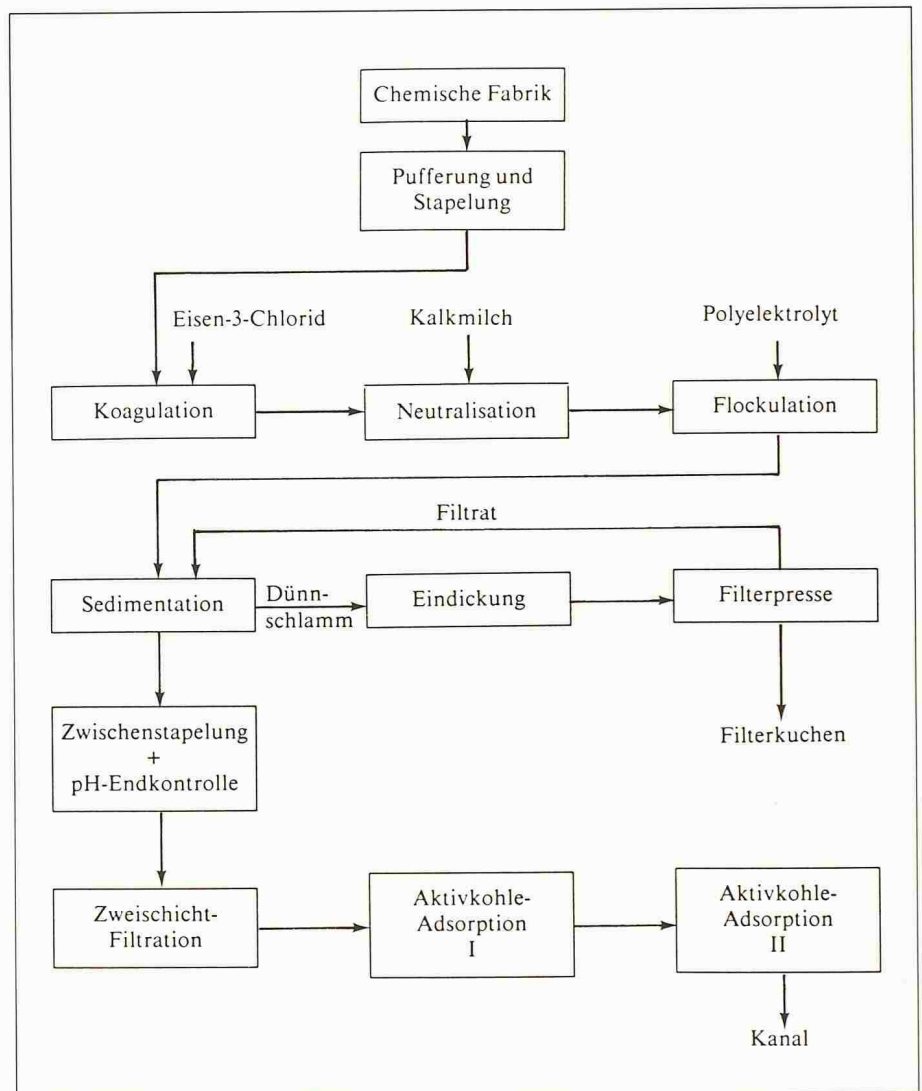 Chemische Fabrik
Pufferung und
Stapelung
Eisen-3-Chlorid
Kalkmilch
Polyelektrolyt
Koagulation
Neutralisation
Flockulation
Filtrat
Sedimentation
Dünn-
schlamm
Eindickung
Filterpresse
Zwischenstapelung
+
pH-Endkontrolle
Filterkuchen
Zweischicht-
Filtration
Aktivkohle-
Adsorption
I
Aktivkohle-
Adsorption
II
Kanal